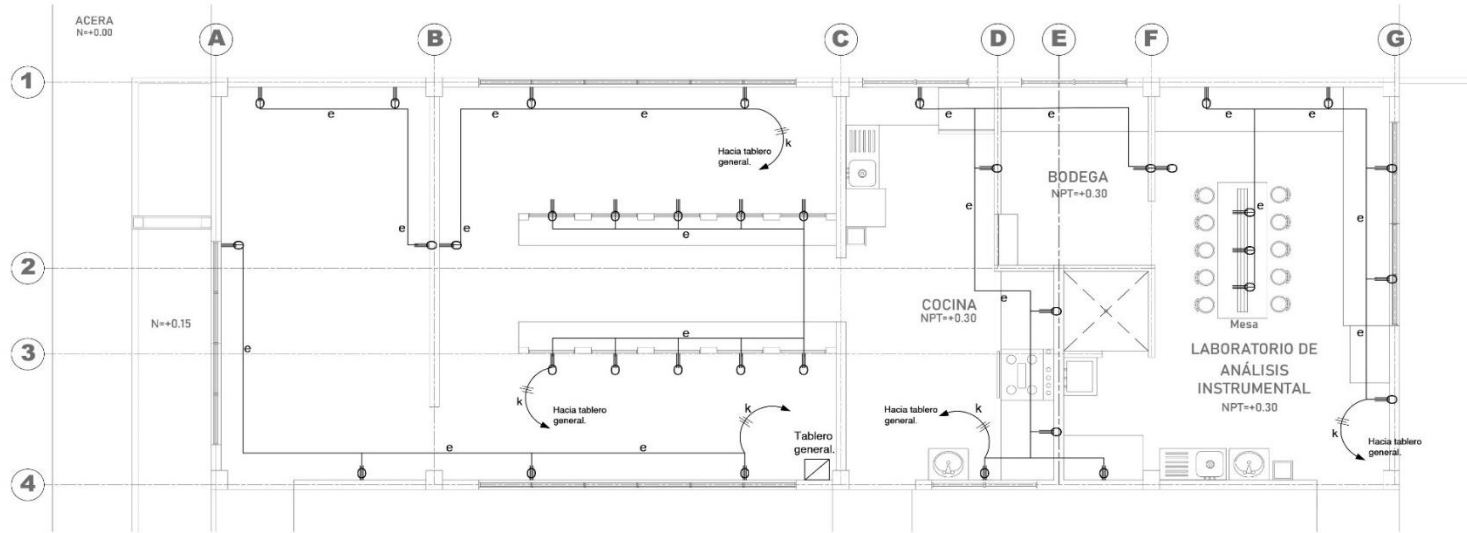 ACERA
N=+0.00
A
B
C
D
E
F
G
1
e
e
e
e
e
e
e
e
k
Hacia tablero
general.
BODEGA
NPT=+0.30
e
e
e
e
e
e
2
COCINA
NPT=+0.30
e
e
N=+0.15
Mesa
e
e
e
3
LABORATORIO DE
ANÁLISIS
INSTRUMENTAL
NPT=+0.30
k
Hacia tablero
general.
k
Hacia tablero
general.
k
k
Hacia tablero
general.
Tablero
general.
e
e
e
4